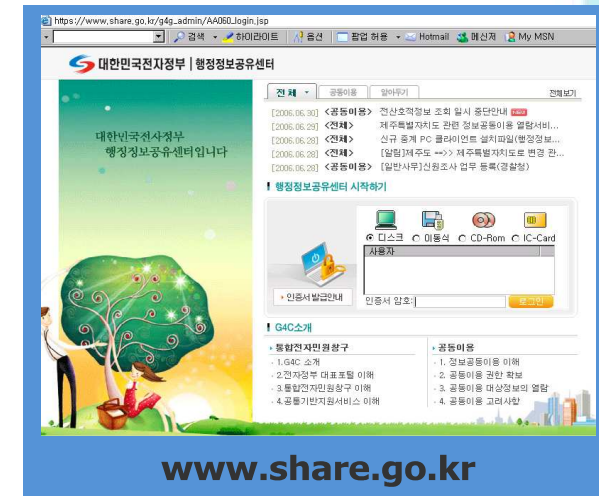 https://www.share.go.kr/g4g_admin/AA060_login.jsp
검색 하이라이트 옵션 팝업 허용 Hotmail 메신저 My MSN
대한민국전자정부 | 행정정보공유센터
전체 공동이용 알아두기 전체보기
[2006.06.30] <공동이용> 전산호적정보 조회 일시 중단안내
[2006.06.29] <전체> 제주특별자치도 관련 정보공동이용 열람서비...
[2006.06.28] <전체> 신규 중계 PC 클라이언트 설치파일(행정정보...
[2006.06.28] <전체> [알림]제주도 ==>> 제주특별자치도로 변경 관...
[2006.06.28] <공동이용> [일반사무]신원조사 업무 등록(경찰청)
대한민국전자정부
행정정보공유센터입니다
행정정보공유센터 시작하기
디스크 이동식 CD-Rom IC-Card
사용자
인증서 발급안내
인증서 암호: 로그인
G4C소개
통합전자민원창구
1.G4C 소개
2.전자정부 대표포털 이해
3.통합전자민원창구 이해
4.공통기반지원서비스 이해
공동이용
1. 정보공동이용 이해
2. 공동이용 권한 확보
3. 공동이용 대상정보의 열람
4. 공동이용 고려사항
www.share.go.kr